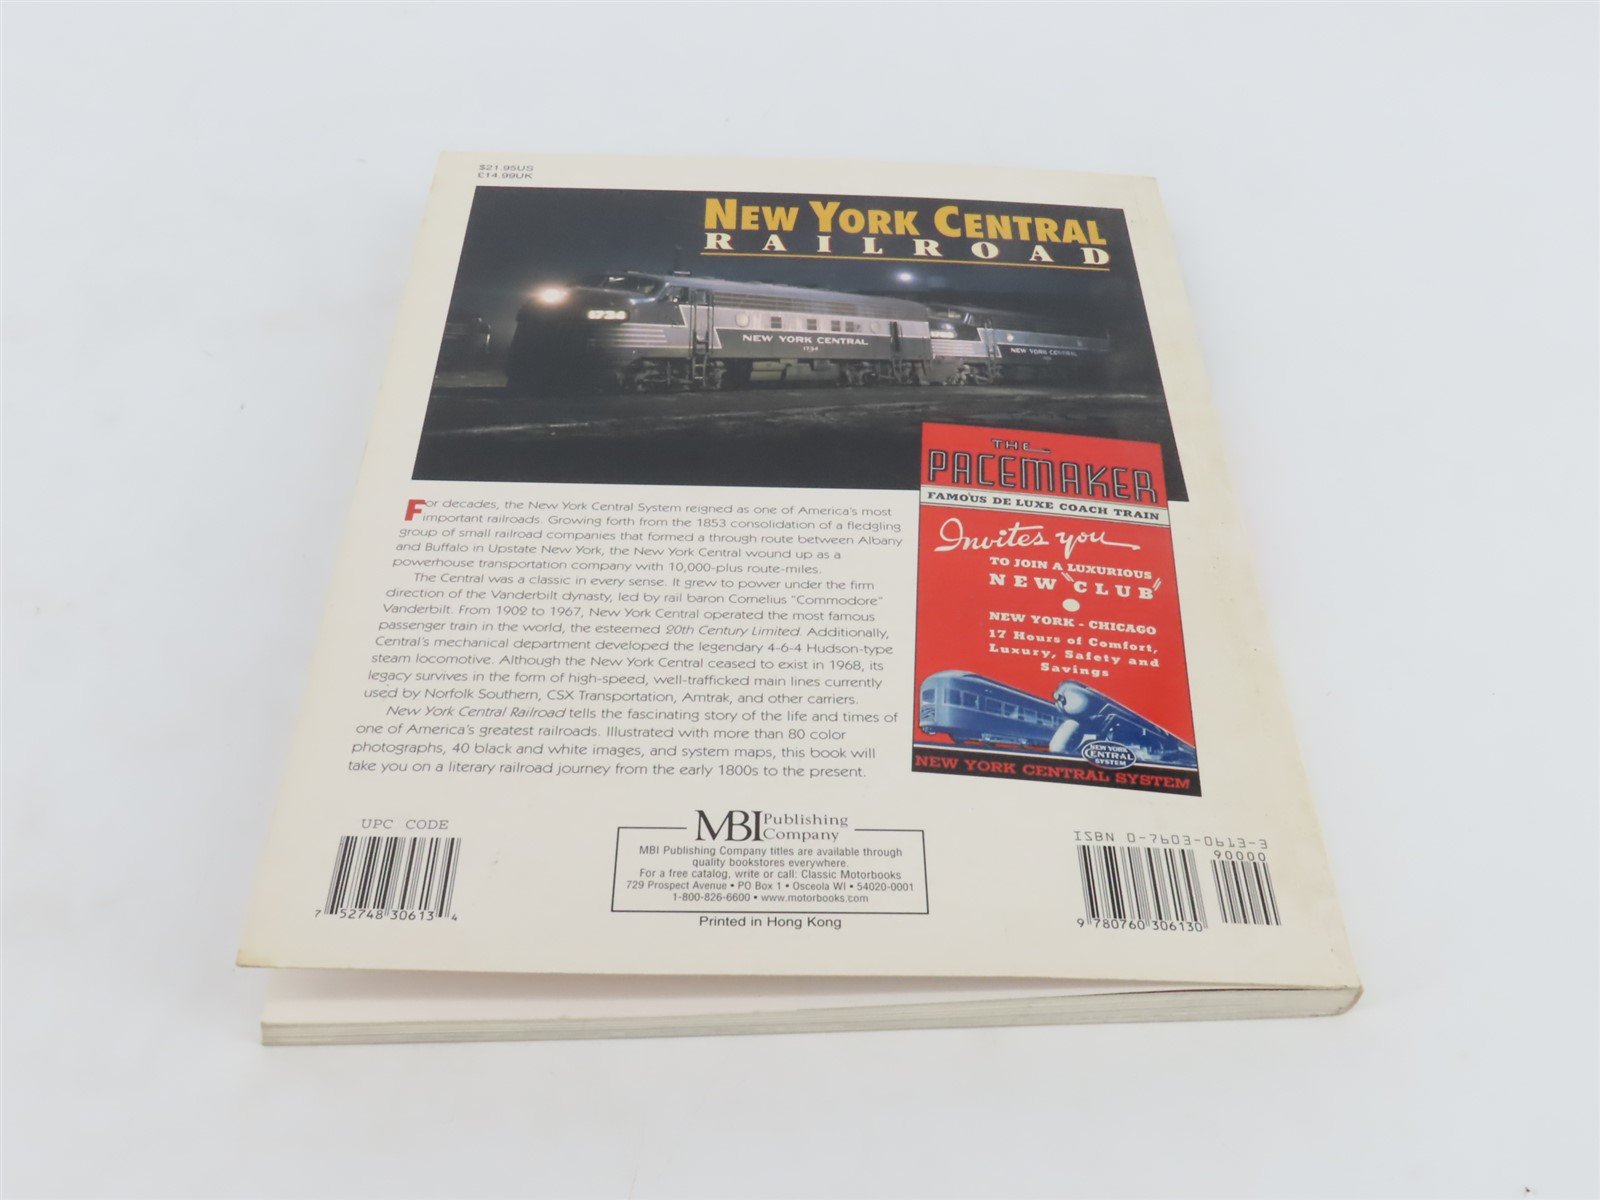 $21.95US
£14.99UK
NEW YORK CENTRAL
RAILROAD
1734
NEW YORK CENTRAL
1734
NEW YORK CENTRAL
THE
PACEMAKER
FAMOUS DE LUXE COACH TRAIN
Invites you
TO JOIN A LUXURIOUS
NEW "CLUB"
NEW YORK - CHICAGO
17 Hours of Comfort,
Luxury, Safety and
Savings
NEW YORK
CENTRAL
SYSTEM
NEW YORK CENTRAL SYSTEM
For decades, the New York Central System reigned as one of America's most
important railroads. Growing forth from the 1853 consolidation of a fledgling
group of small railroad companies that formed a through route between Albany
and Buffalo in Upstate New York, the New York Central wound up as a
powerhouse transportation company with 10,000-plus route-miles.
The Central was a classic in every sense. It grew to power under the firm
direction of the Vanderbilt dynasty, led by rail baron Cornelius "Commodore"
Vanderbilt. From 1902 to 1967, New York Central operated the most famous
passenger train in the world, the esteemed 20th Century Limited. Additionally,
Central's mechanical department developed the legendary 4-6-4 Hudson-type
steam locomotive. Although the New York Central ceased to exist in 1968, its
legacy survives in the form of high-speed, well-trafficked main lines currently
used by Norfolk Southern, CSX Transportation, Amtrak, and other carriers.
New York Central Railroad tells the fascinating story of the life and times of
one of America's greatest railroads. Illustrated with more than 80 color
photographs, 40 black and white images, and system maps, this book will
take you on a literary railroad journey from the early 1800s to the present.
UPC CODE
7 52748 30613 4
MBI Publishing
Company
MBI Publishing Company titles are available through
quality bookstores everywhere.
For a free catalog, write or call: Classic Motorbooks
729 Prospect Avenue • PO Box 1 • Osceola WI • 54020-0001
1-800-826-6600 • www.motorbooks.com
Printed in Hong Kong
ISBN 0-7603-0613-3
90000
9 780760 306130